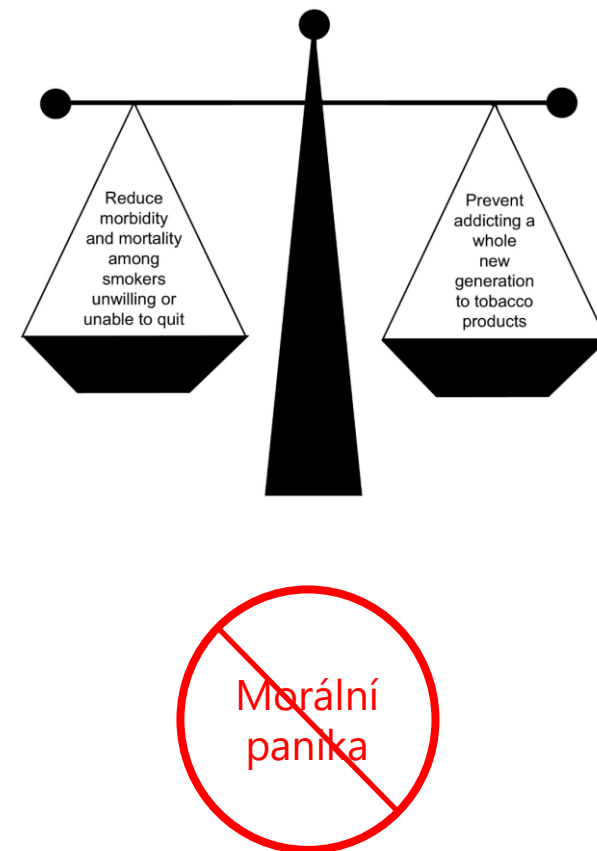 Reduce
morbidity
and mortality
among
smokers
unwilling or
unable to quit
Prevent
addicting a
whole
new
generation
to tobacco
products
Morální
panika